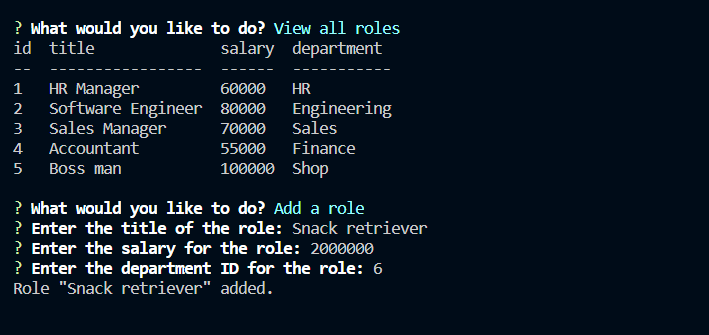 ? What would you like to do? View all roles
id  title              salary  department
--  -----------------  ------  -----------
1   HR Manager         60000   HR
2   Software Engineer  80000   Engineering
3   Sales Manager      70000   Sales
4   Accountant         55000   Finance
5   Boss man           100000  Shop
? What would you like to do? Add a role
? Enter the title of the role: Snack retriever
? Enter the salary for the role: 2000000
? Enter the department ID for the role: 6
Role "Snack retriever" added.